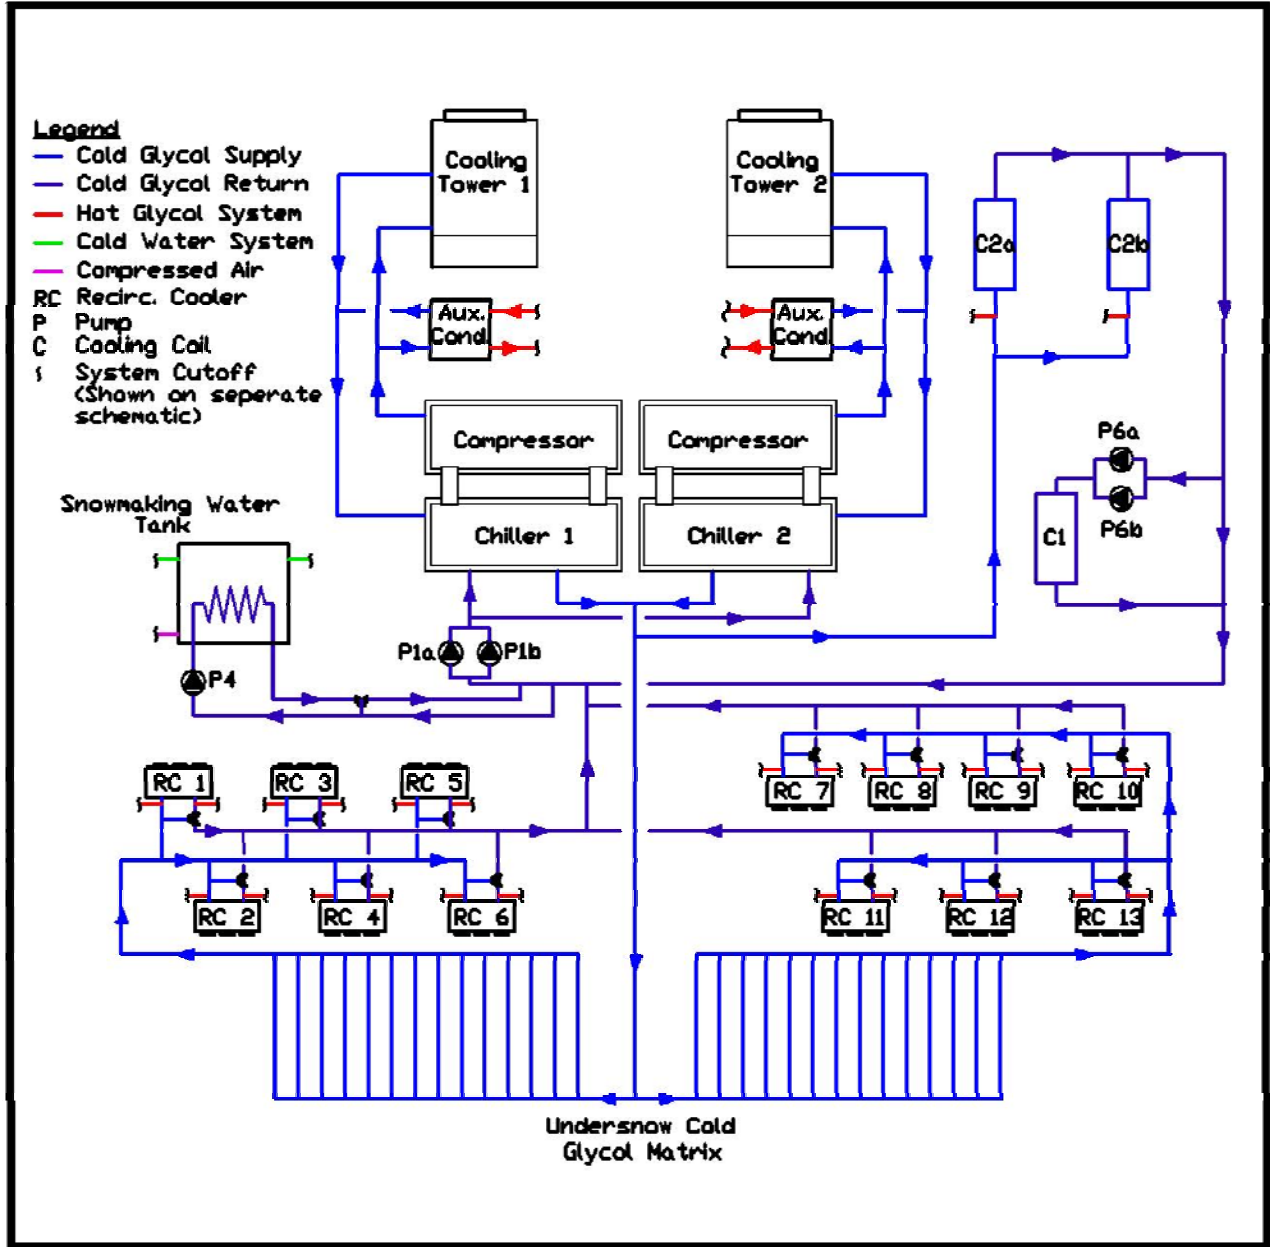 Legend
Cold Glycol Supply
Cold Glycol Return
Hot Glycol System
Cold Water System
Compressed Air
RC Recirc. Cooler
P Pump
C Cooling Coil
System Cutoff
(Shown on seperate
schematic)
Cooling
Tower 1
Cooling
Tower 2
C2a
C2b
Aux.
Cond.
Aux.
Cond.
Compressor
Compressor
P6a
P6b
C1
Snowmaking Water
Tank
Chiller 1
Chiller 2
P1a
P1b
P4
RC 1
RC 3
RC 5
RC 7
RC 8
RC 9
RC 10
RC 2
RC 4
RC 6
RC 11
RC 12
RC 13
Undersnow Cold
Glycol Matrix